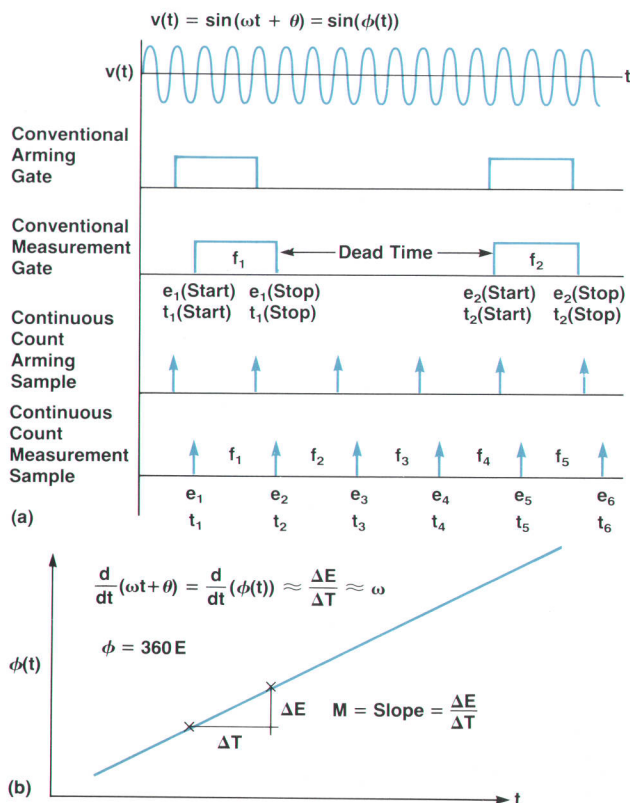 v(t) = sin(ωt + θ) = sin(ϕ(t))
v(t)
t
Conventional
Arming
Gate
Conventional
Measurement
Gate
f₁
Dead Time
f₂
e₁(Start) e₁(Stop) e₂(Start) e₂(Stop)
t₁(Start) t₁(Stop) t₂(Start) t₂(Stop)
Continuous
Count
Arming
Sample
Continuous
Count
Measurement
Sample
f₁ f₂ f₃ f₄ f₅
e₁ e₂ e₃ e₄ e₅ e₆
(a)
t₁ t₂ t₃ t₄ t₅ t₆
d/dt (ωt+θ) = d/dt (ϕ(t)) ≈ ΔE/ΔT ≈ ω
ϕ = 360 E
ϕ(t)
ΔE
M = Slope = ΔE/ΔT
ΔT
(b)
t